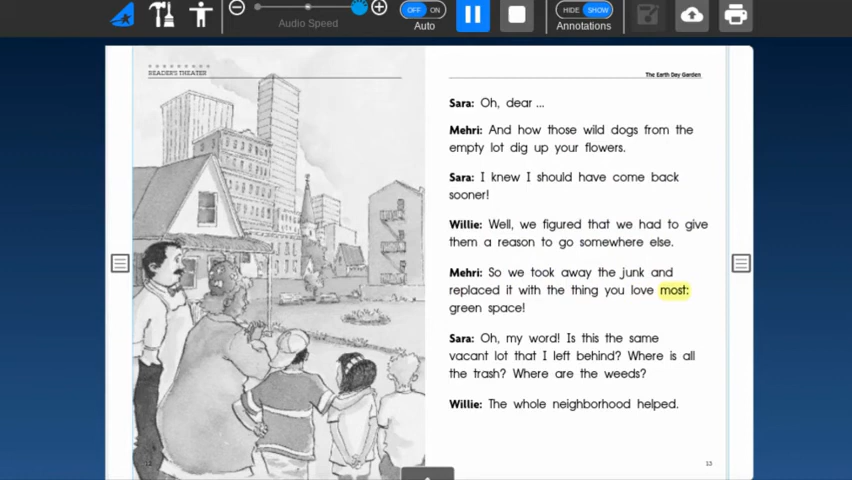 Audio Speed
OFF ON
Auto
HIDE SHOW
Annotations
READER'S THEATER
The Earth Day Garden
Sara: Oh, dear ...
Mehri: And how those wild dogs from the
empty lot dig up your flowers.
Sara: I knew I should have come back
sooner!
Willie: Well, we figured that we had to give
them a reason to go somewhere else.
Mehri: So we took away the junk and
replaced it with the thing you love most:
green space!
Sara: Oh, my word! Is this the same
vacant lot that I left behind? Where is all
the trash? Where are the weeds?
Willie: The whole neighborhood helped.
12
13